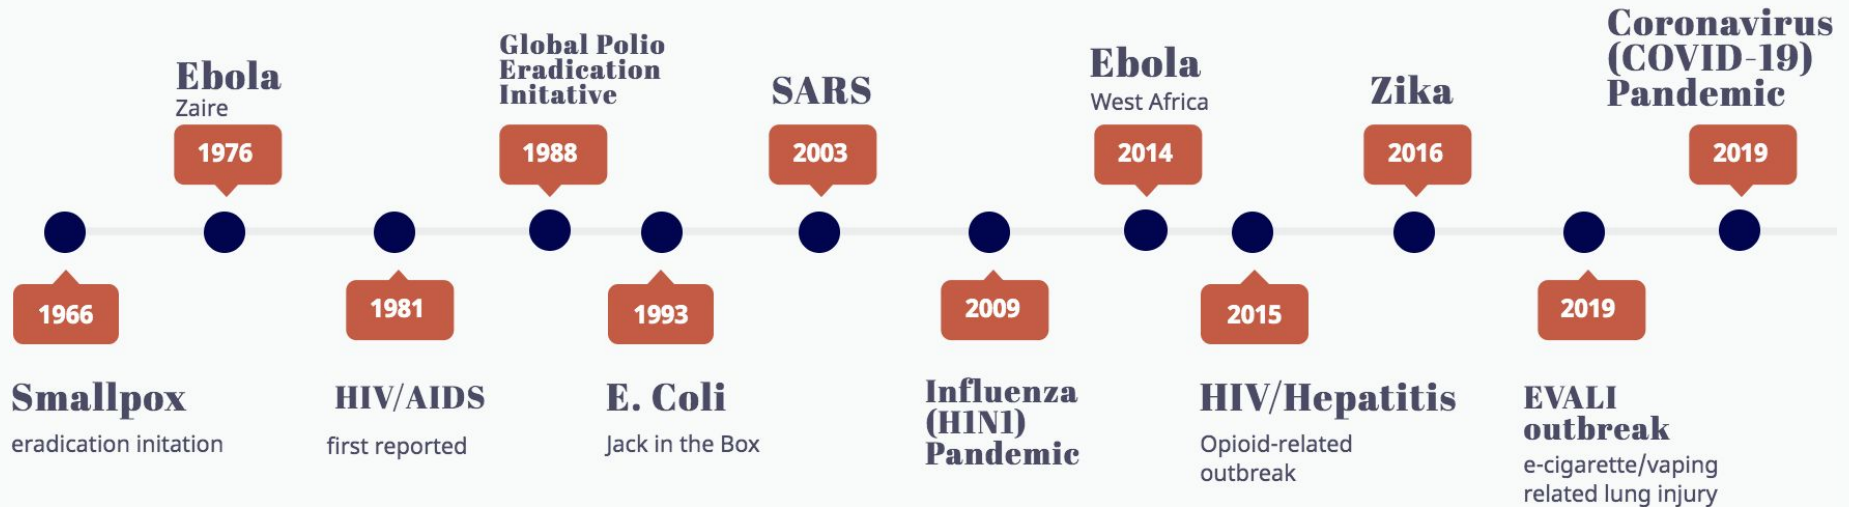 1966
Smallpox
eradication initation
Ebola
Zaire
1976
1981
HIV/AIDS
first reported
Global Polio
Eradication
Initative
1988
1993
E. Coli
Jack in the Box
SARS
2003
2009
Influenza
(H1N1)
Pandemic
Ebola
West Africa
2014
2015
HIV/Hepatitis
Opioid-related
outbreak
Zika
2016
2019
EVALI
outbreak
e-cigarette/vaping
related lung injury
Coronavirus
(COVID-19)
Pandemic
2019